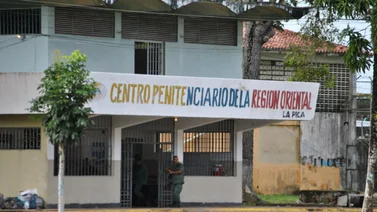 CENTRO PENITENCIARIO DE LA REGION ORIENTAL
LA PICA